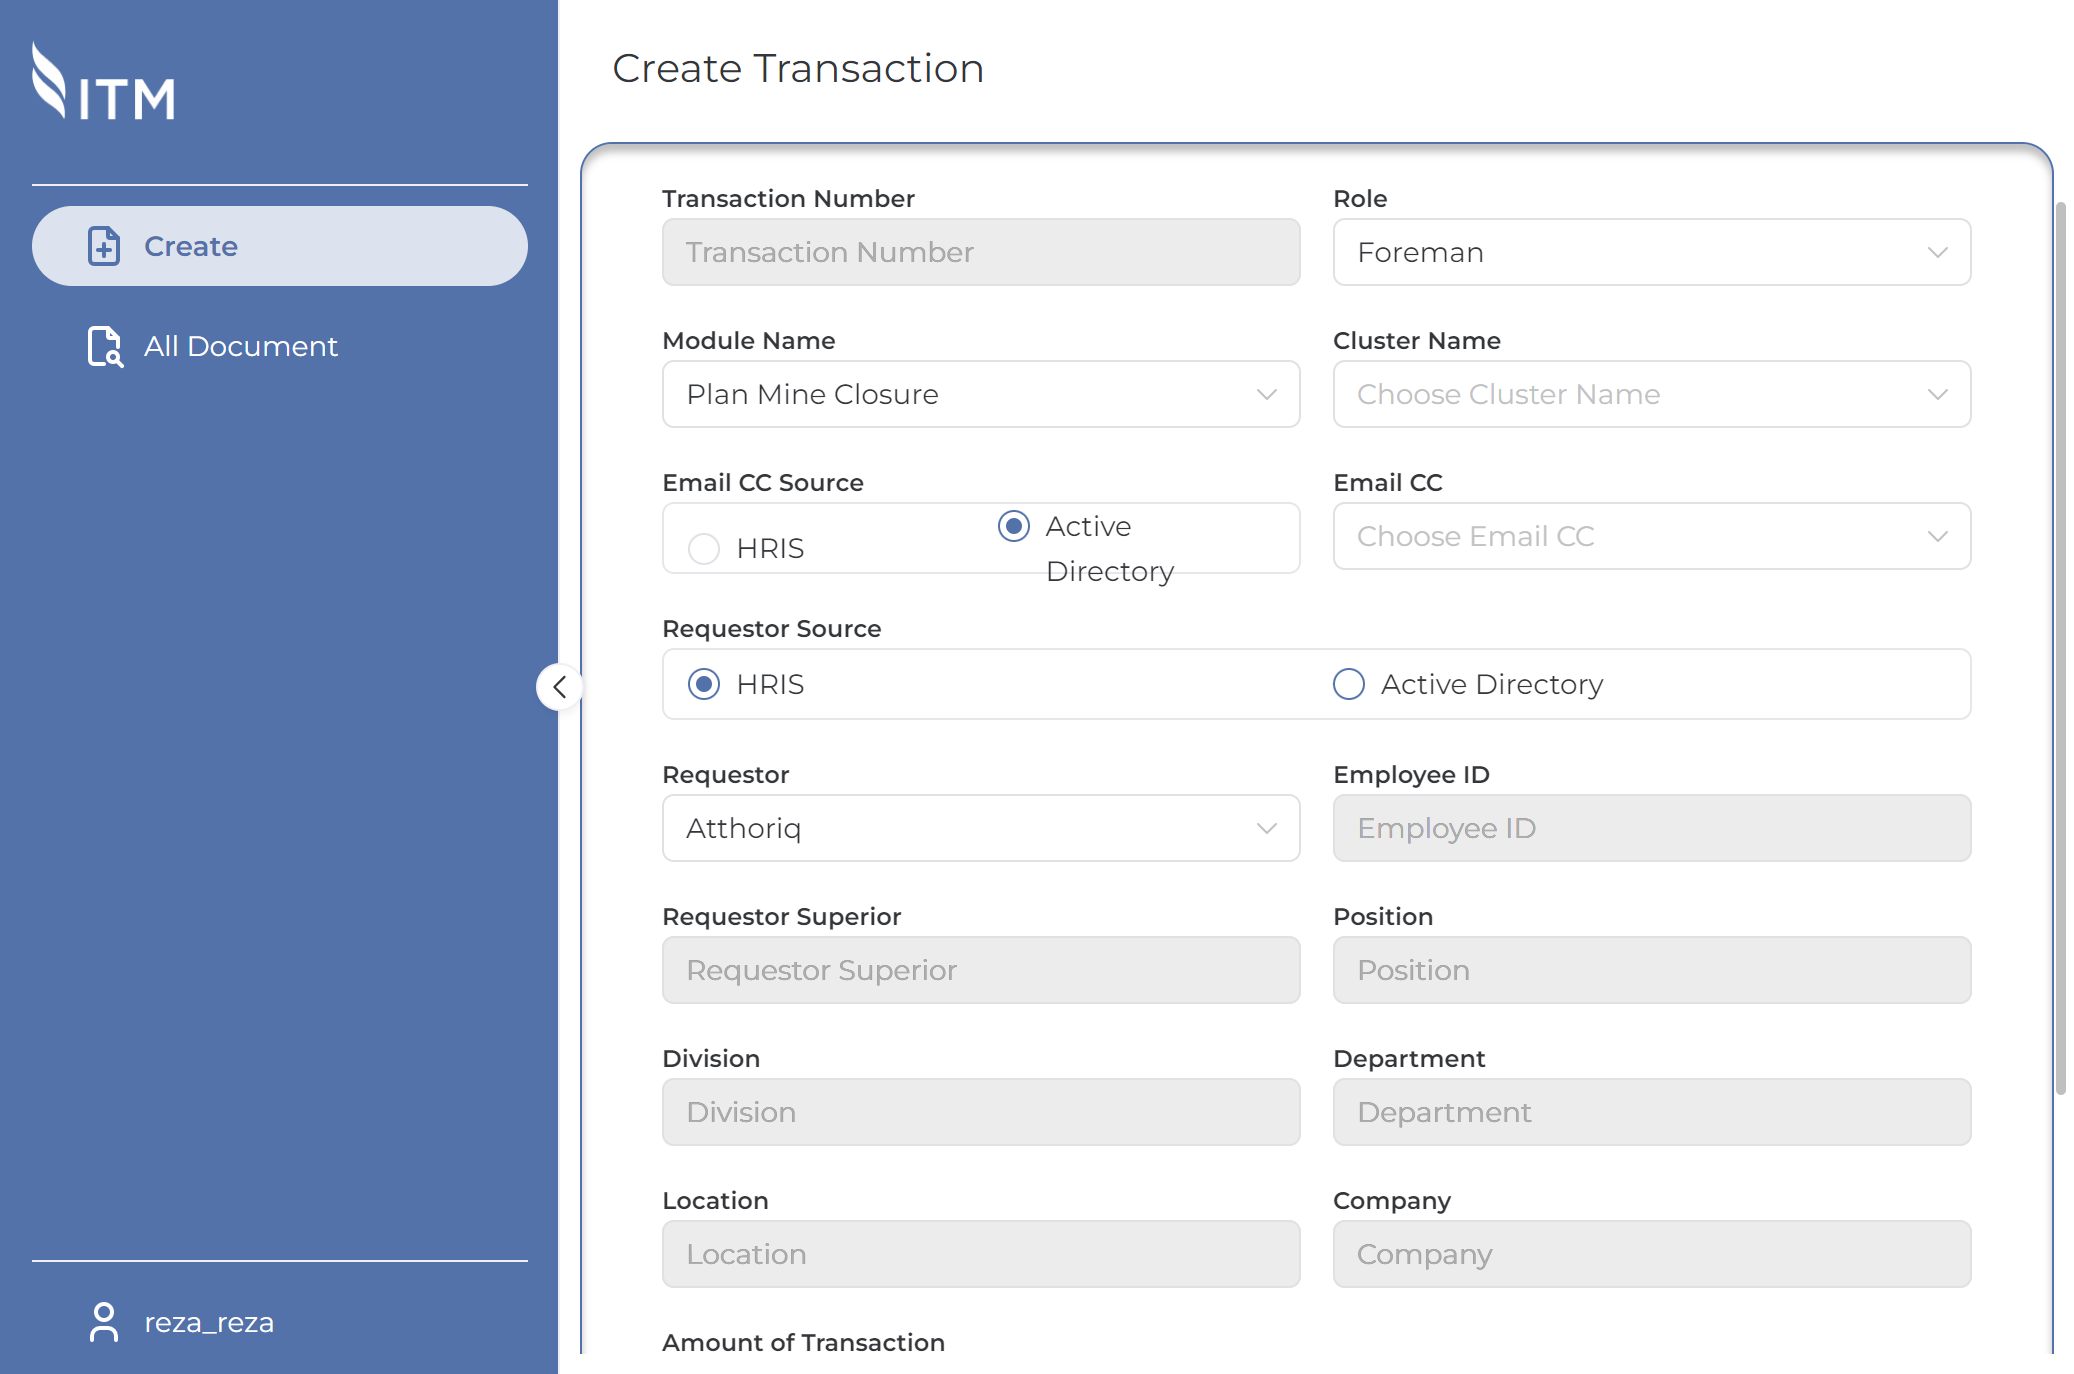 ITM
Create
All Document
reza_reza
Create Transaction
Transaction Number
Transaction Number
Role
Foreman
Module Name
Plan Mine Closure
Cluster Name
Choose Cluster Name
Email CC Source
HRIS
Active
Directory
Email CC
Choose Email CC
Requestor Source
HRIS
Active Directory
Requestor
Atthoriq
Employee ID
Employee ID
Requestor Superior
Requestor Superior
Position
Position
Division
Division
Department
Department
Location
Location
Company
Company
Amount of Transaction